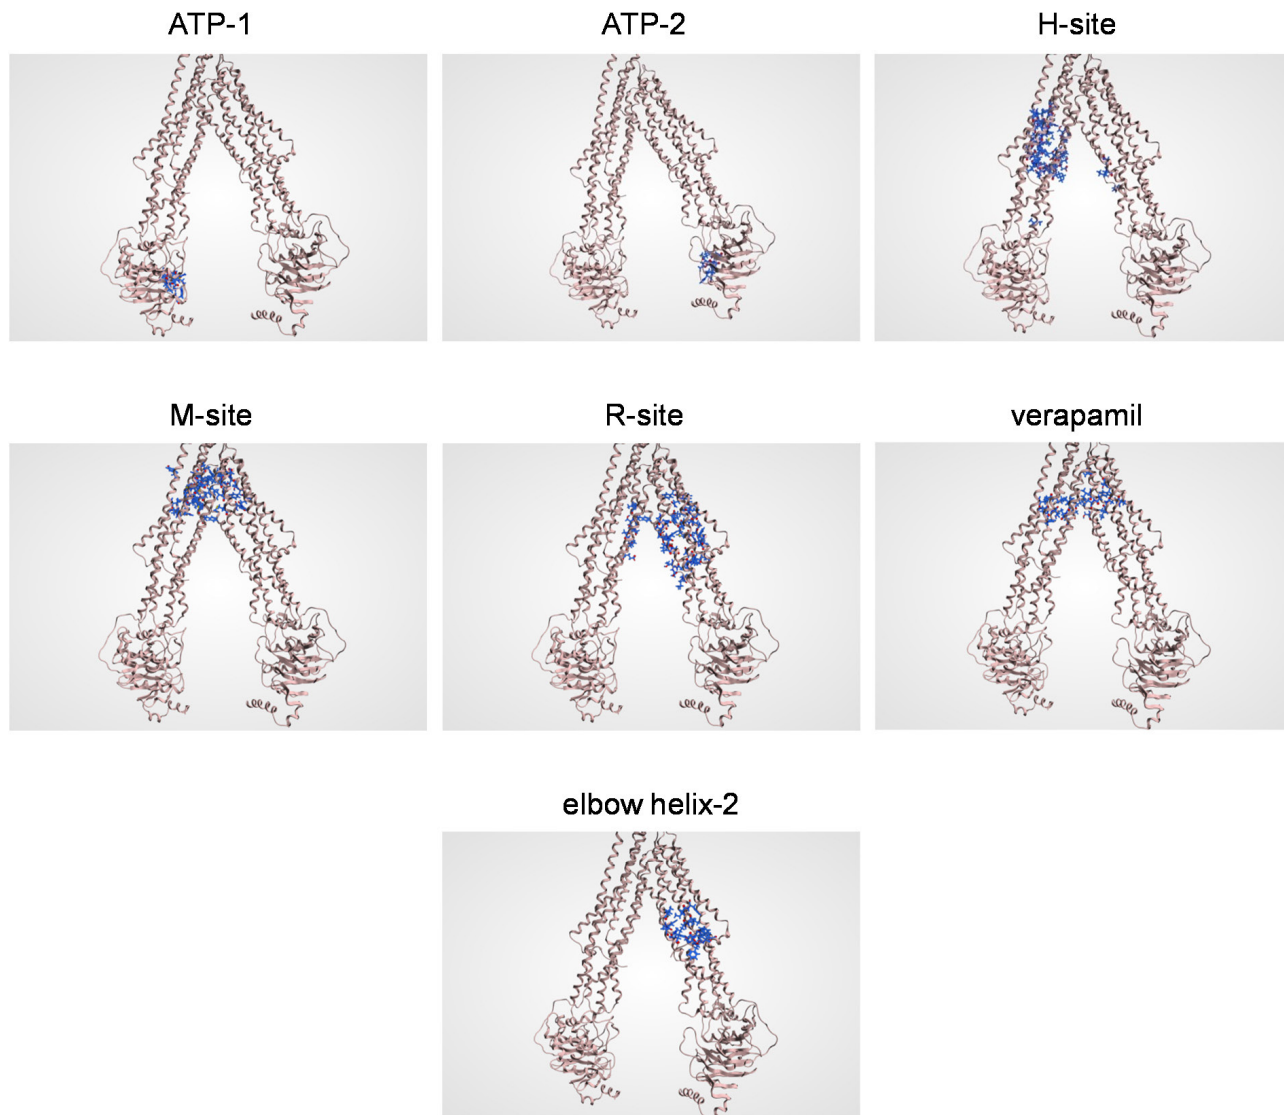 ATP-1
ATP-2
H-site
M-site
R-site
verapamil
elbow helix-2